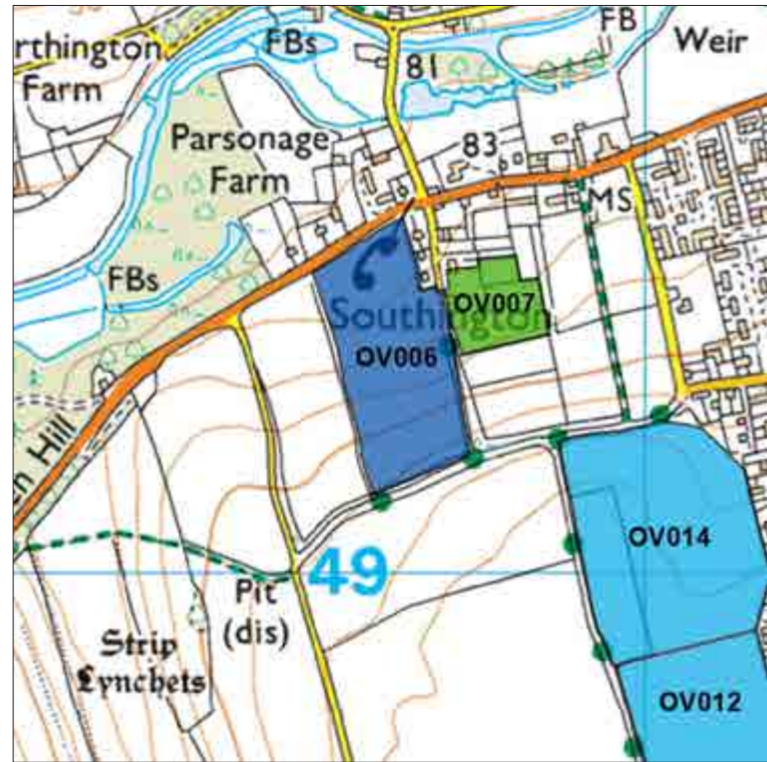 rthington
Farm
FBs
FB
Weir
81
Parsonage
Farm
83
MS
FBs
OV007
Southington
OV006
en Hill
OV014
49
Pit
(dis)
Strip
Lynchets
OV012